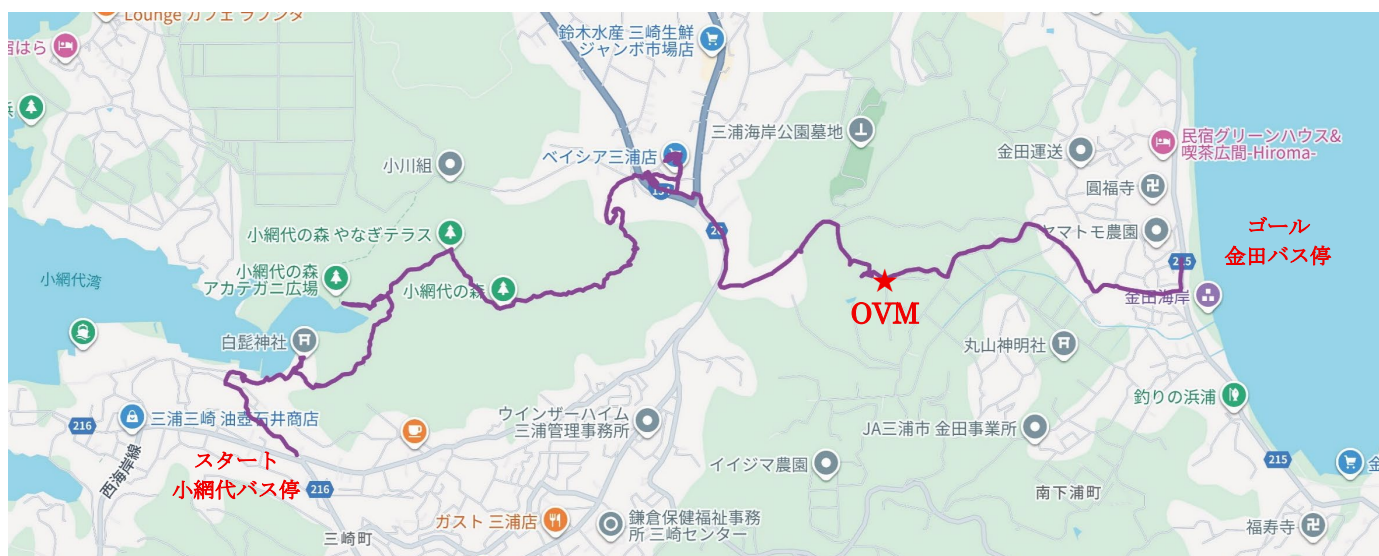 Lounge カフェ ラブンタ
宿はら
浜
鈴木水産 三崎生鮮
ジャンボ市場店
三浦海岸公園墓地
ベイシア三浦店
小川組
134
金田運送
民宿グリーンハウス&
喫茶広間-Hiroma-
圓福寺
ヤマトモ農園
ゴール
金田バス停
215
小網代の森 やなぎテラス
小網代の森
アカテガニ広場
小網代湾
小網代の森
OVM
金田海岸
白髭神社
丸山神明社
釣りの浜浦
216
三浦三崎 油壺石井商店
ウインザーハイム
三浦管理事務所
JA三浦市 金田事業所
西海岸線
スタート
小網代バス停
216
イイジマ農園
215
金
南下浦町
ガスト 三浦店
鎌倉保健福祉事務
所 三崎センター
三崎町
福寿寺